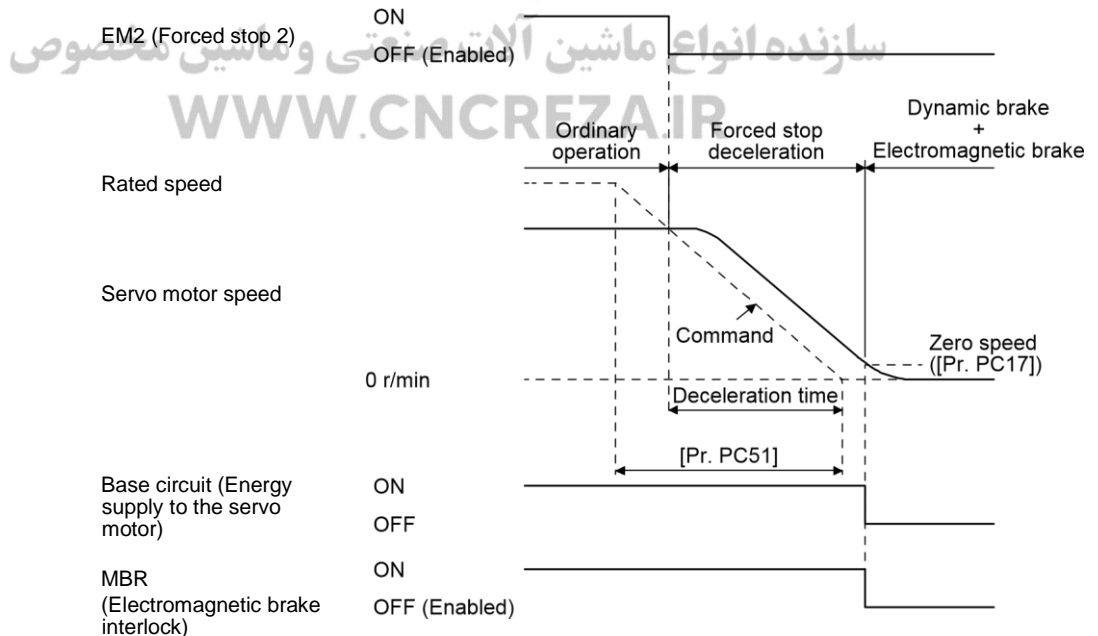 EM2 (Forced stop 2)
ON
OFF (Enabled)
سازنده انواع ماشین آلات صنعتی و ماشین مخصوص
WWW.CNCREZA.IR
Ordinary
operation
Forced stop
deceleration
Dynamic brake
+
Electromagnetic brake
Rated speed
Servo motor speed
Command
Zero speed
([Pr. PC17])
0 r/min
Deceleration time
[Pr. PC51]
Base circuit (Energy
supply to the servo
motor)
ON
OFF
MBR
(Electromagnetic brake
interlock)
ON
OFF (Enabled)